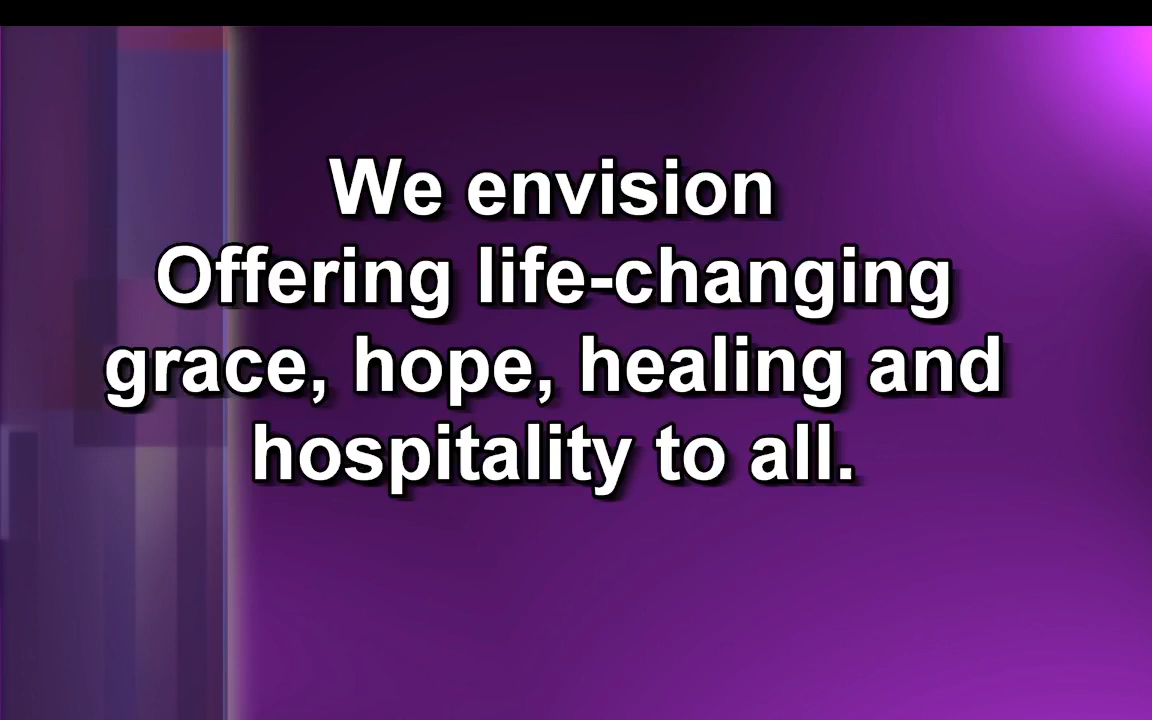 We envision
Offering life-changing
grace, hope, healing and
hospitality to all.